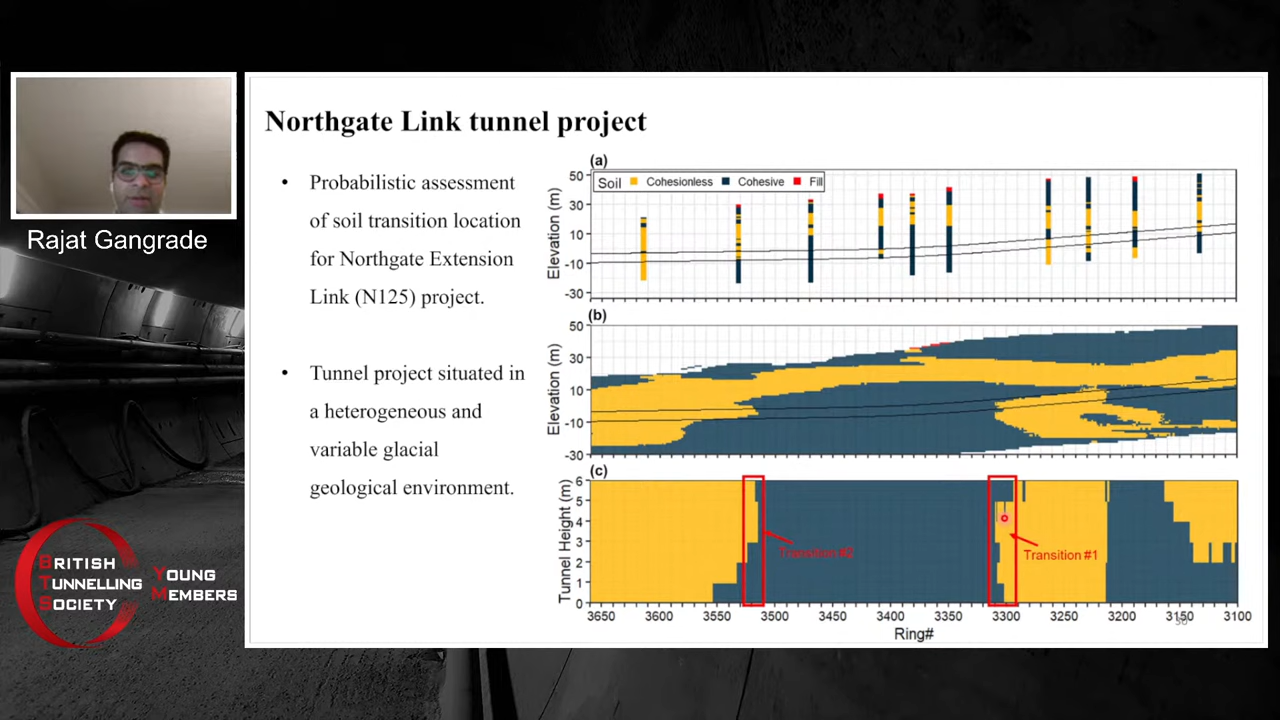 Northgate Link tunnel project
Rajat Gangrade
• Probabilistic assessment
of soil transition location
for Northgate Extension
Link (N125) project.
• Tunnel project situated in
a heterogeneous and
variable glacial
geological environment.
(a)
Soil Cohesionless Cohesive Fill
Elevation (m)
50
30
10
-10
-30
(b)
Elevation (m)
50
30
10
-10
-30
(c)
Tunnel Height (m)
6
5
4
3
2
1
0
Transition #2
Transition #1
3650 3600 3550 3500 3450 3400 3350 3300 3250 3200 3150 3100
Ring#
BRITISH
TUNNELLING
SOCIETY
YOUNG
MEMBERS